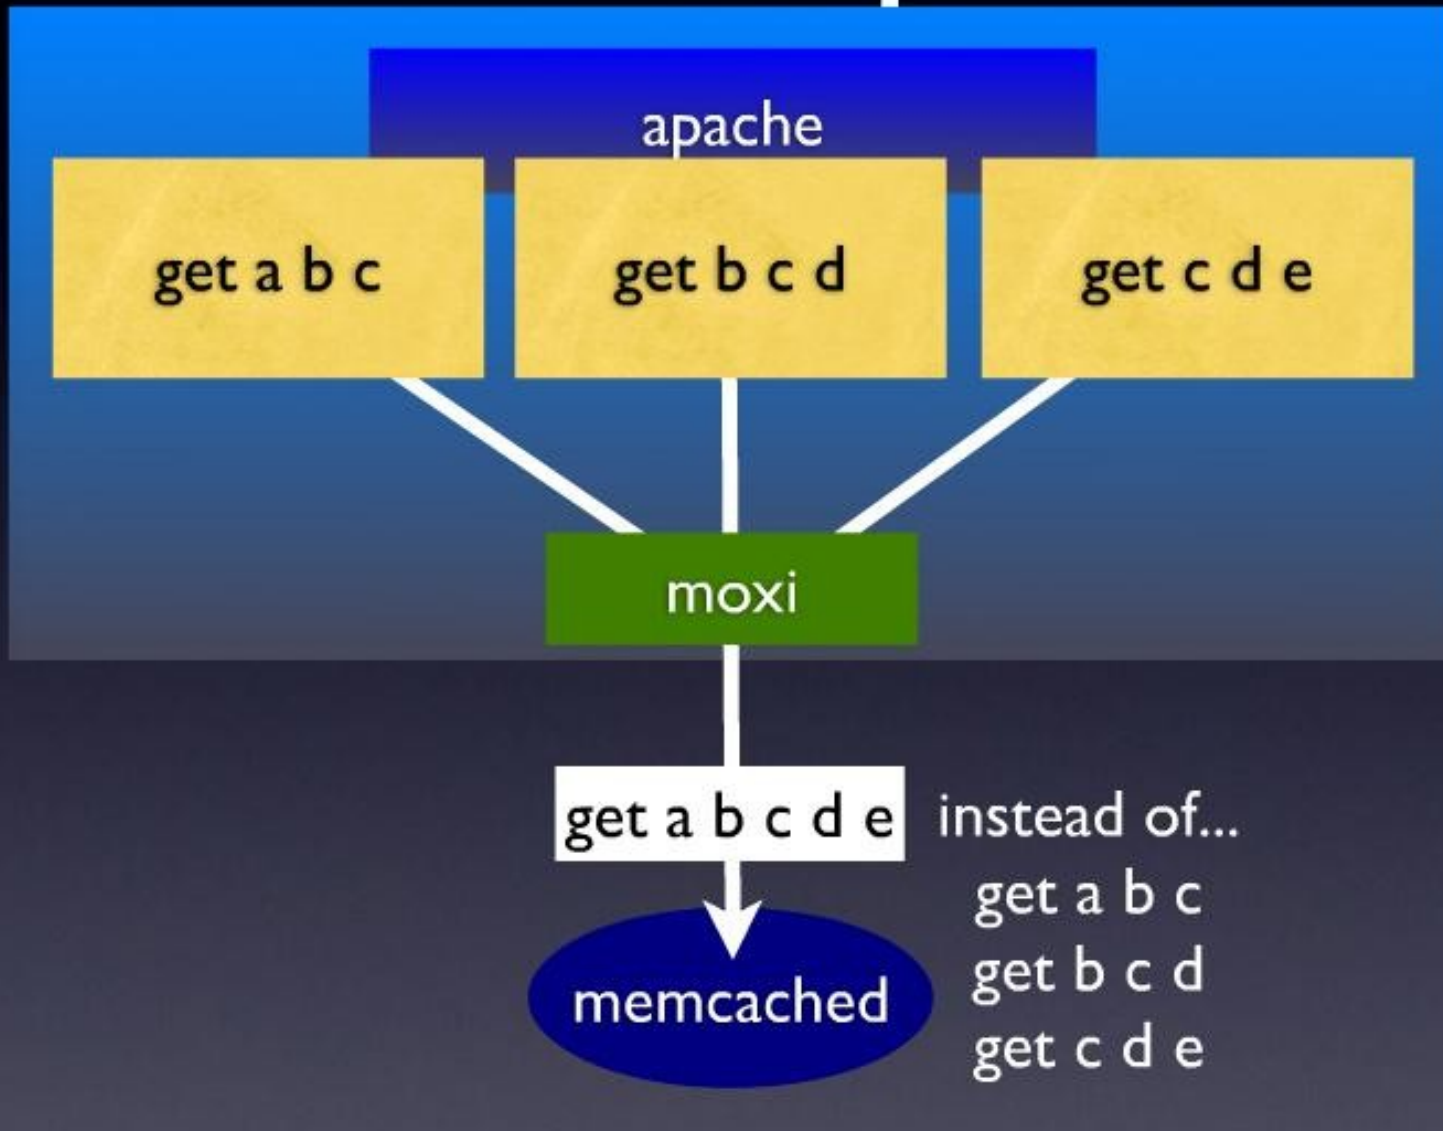 apache
get a b c
get b c d
get c d e
moxi
get a b c d e
instead of...
get a b c
get b c d
get c d e
memcached